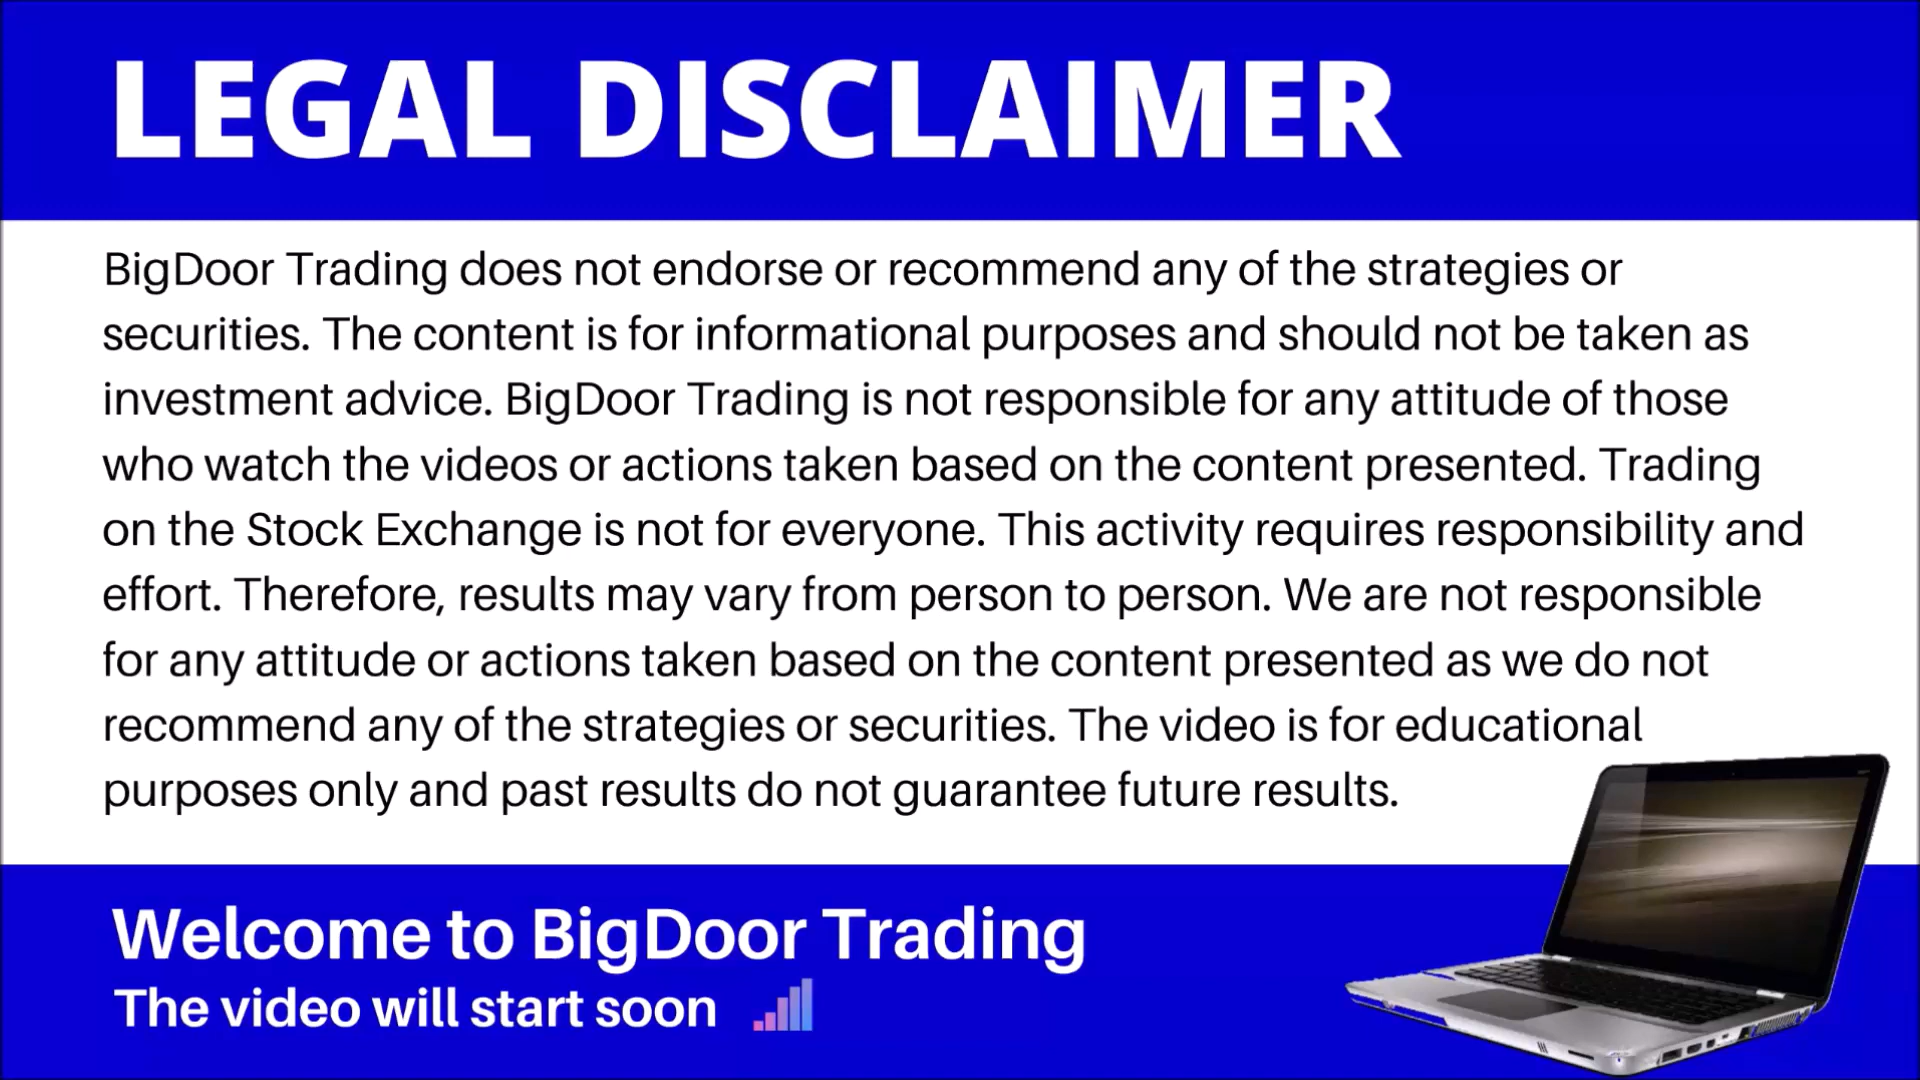 LEGAL DISCLAIMER
BigDoor Trading does not endorse or recommend any of the strategies or
securities. The content is for informational purposes and should not be taken as
investment advice. BigDoor Trading is not responsible for any attitude of those
who watch the videos or actions taken based on the content presented. Trading
on the Stock Exchange is not for everyone. This activity requires responsibility and
effort. Therefore, results may vary from person to person. We are not responsible
for any attitude or actions taken based on the content presented as we do not
recommend any of the strategies or securities. The video is for educational
purposes only and past results do not guarantee future results.
Welcome to BigDoor Trading
The video will start soon